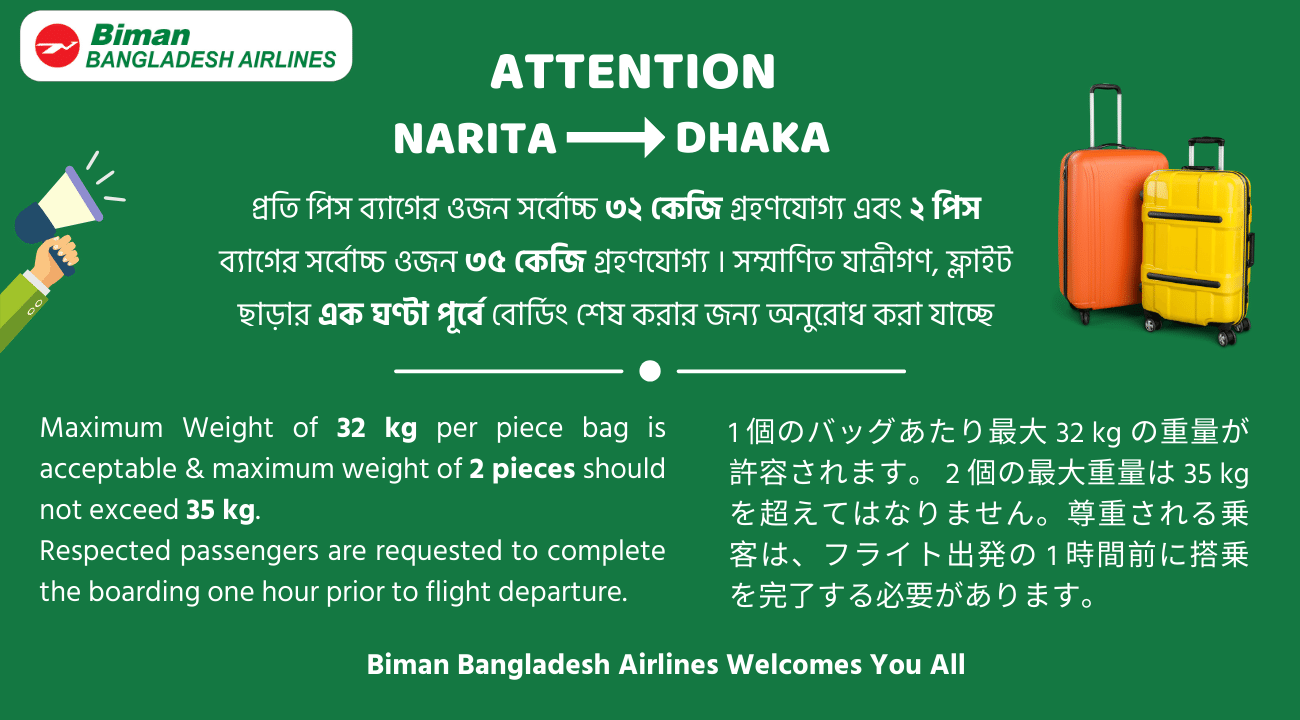 Biman
BANGLADESH AIRLINES
ATTENTION
NARITA DHAKA
প্রতি পিস ব্যাগের ওজন সর্বোচ্চ ৩২ কেজি গ্রহণযোগ্য এবং ২ পিস
ব্যাগের সর্বোচ্চ ওজন ৩৫ কেজি গ্রহণযোগ্য । সম্মাণিত যাত্রীগণ, ফ্লাইট
ছাড়ার এক ঘণ্টা পূর্বে বোর্ডিং শেষ করার জন্য অনুরোধ করা যাচ্ছে
Maximum Weight of 32 kg per piece bag is
acceptable & maximum weight of 2 pieces should
not exceed 35 kg.
Respected passengers are requested to complete
the boarding one hour prior to flight departure.
1 個のバッグあたり最大 32 kg の重量が
許容されます。 2 個の最大重量は 35 kg
を超えてはなりません。尊重される乗
客は、フライト出発の 1 時間前に搭乗
を完了する必要があります。
Biman Bangladesh Airlines Welcomes You All